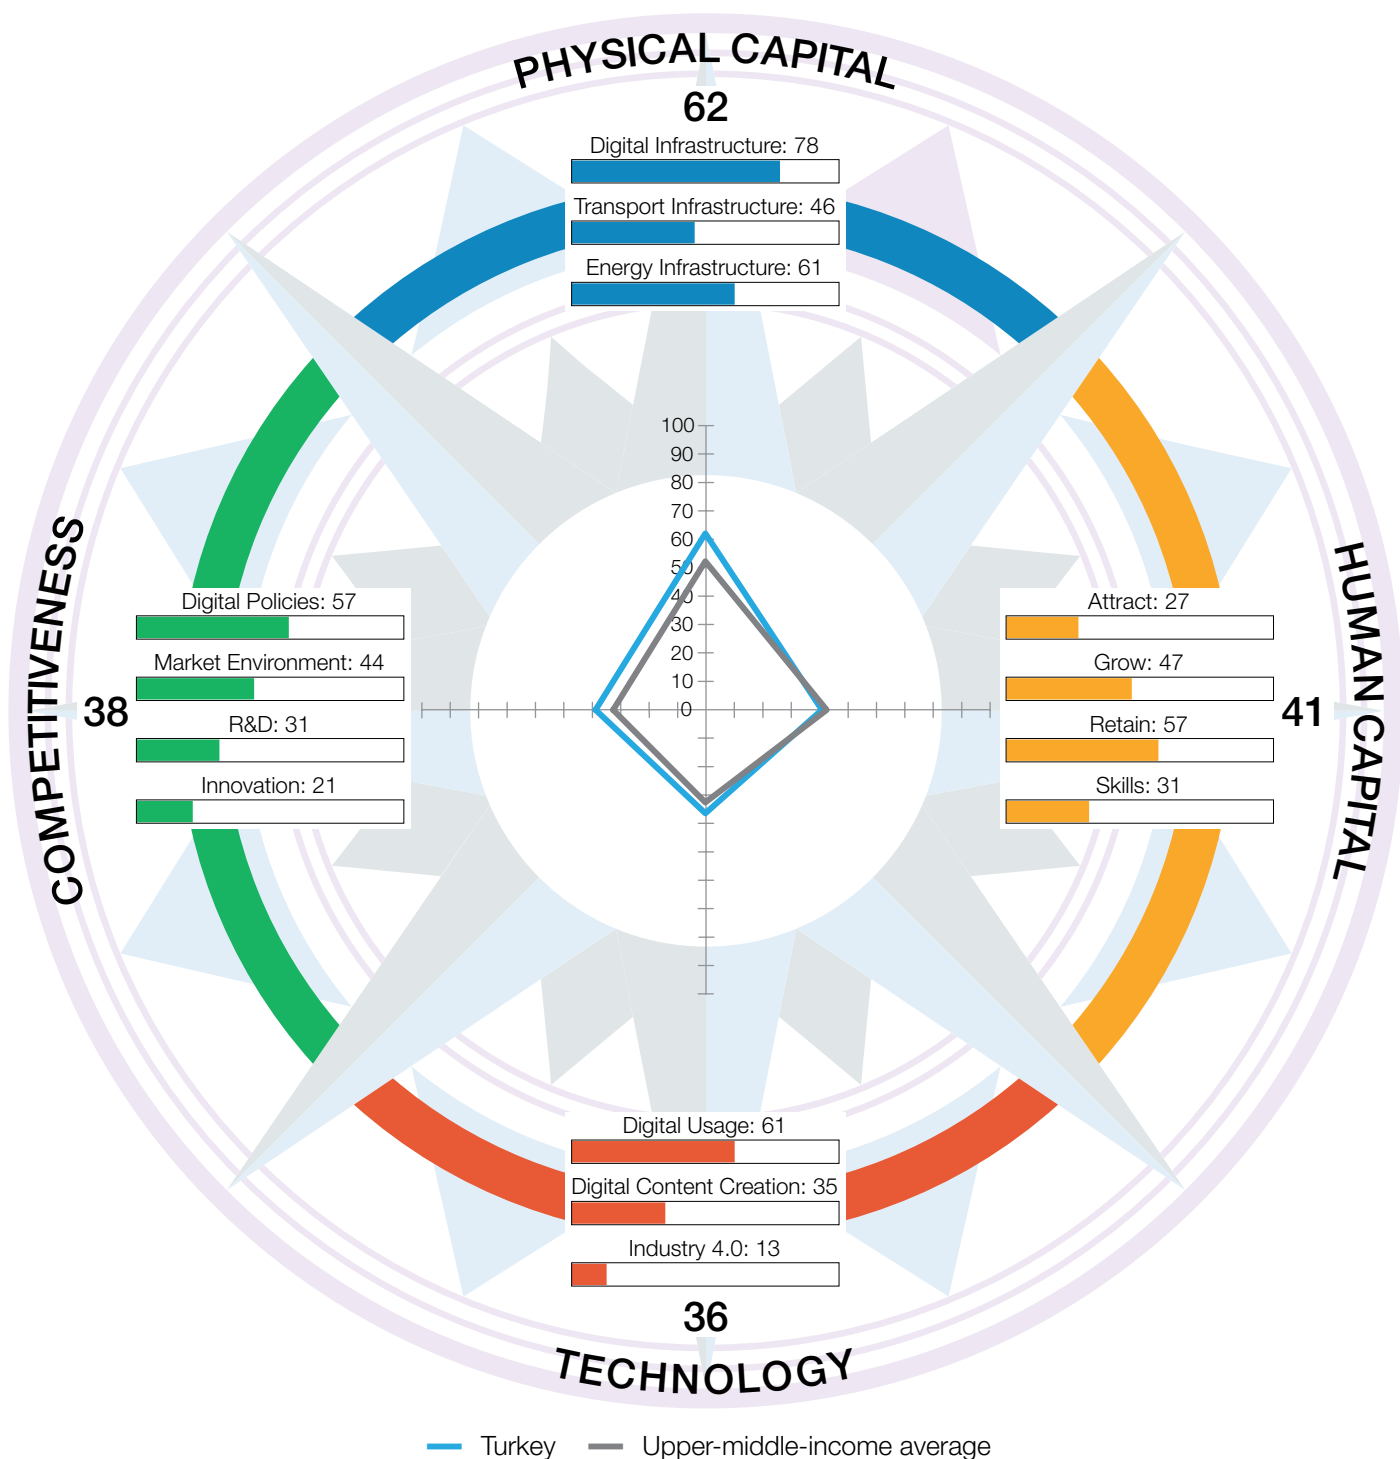 PHYSICAL CAPITAL
62
Digital Infrastructure: 78
Transport Infrastructure: 46
Energy Infrastructure: 61
100
90
80
70
60
50
40
30
20
10
0
COMPETITIVENESS
38
Digital Policies: 57
Market Environment: 44
R&D: 31
Innovation: 21
HUMAN CAPITAL
41
Attract: 27
Grow: 47
Retain: 57
Skills: 31
Digital Usage: 61
Digital Content Creation: 35
Industry 4.0: 13
36
TECHNOLOGY
Turkey
Upper-middle-income average